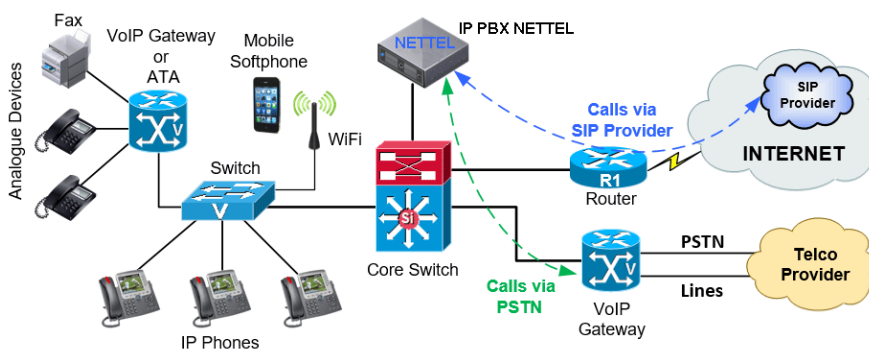 Fax
VoIP Gateway
or
ATA
Analogue Devices
Mobile
Softphone
WiFi
Switch
V
V
IP Phones
IP PBX NETTEL
NETTEL
Si
Core Switch
Calls via
SIP Provider
R1
Router
SIP
Provider
INTERNET
Calls via
PSTN
V
VoIP
Gateway
PSTN
Lines
Telco
Provider